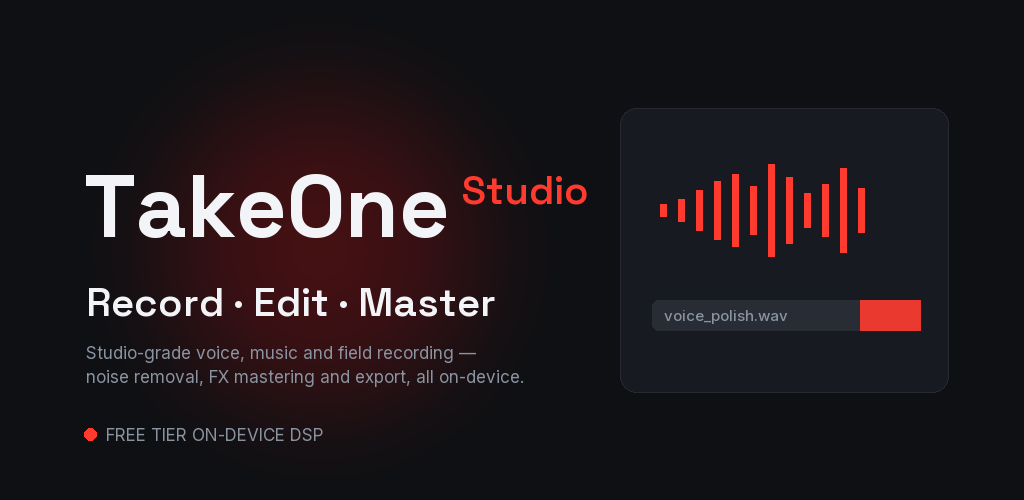 TakeOne Studio
Record · Edit · Master
Studio-grade voice, music and field recording —
noise removal, FX mastering and export, all on-device.
FREE TIER ON-DEVICE DSP
voice_polish.wav